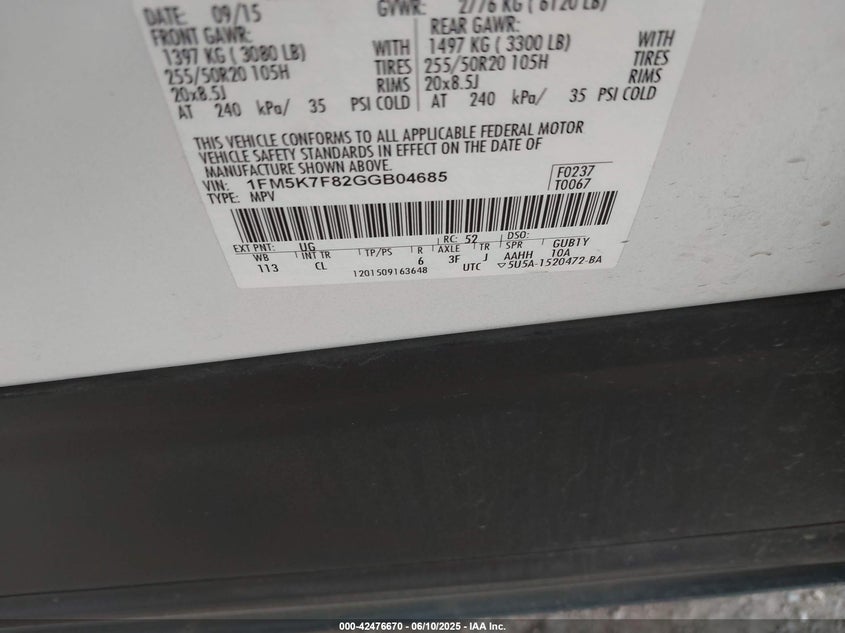 DATE: 09/15 GVWR: 2776 KG ( 6120 LB)
FRONT GAWR: REAR GAWR:
1397 KG ( 3080 LB) WITH 1497 KG ( 3300 LB) WITH
255/50R20 105H TIRES 255/50R20 105H TIRES
20x8.5J RIMS 20x8.5J RIMS
AT 240 kPa/ 35 PSI COLD AT 240 kPa/ 35 PSI COLD
THIS VEHICLE CONFORMS TO ALL APPLICABLE FEDERAL MOTOR
VEHICLE SAFETY STANDARDS IN EFFECT ON THE DATE OF
MANUFACTURE SHOWN ABOVE.
VIN: 1FM5K7F82GGB04685 F0237
TYPE: MPV T0067
EXT PNT: UG RC: 52 DSO:
WB INT TR TP/PS R AXLE TR SPR GUB1Y
113 CL 6 3F J AAHH 10A
1201509163648 UTC ▽5U5A-1520472-BA
000-42476670 - 06/10/2025 - IAA Inc.